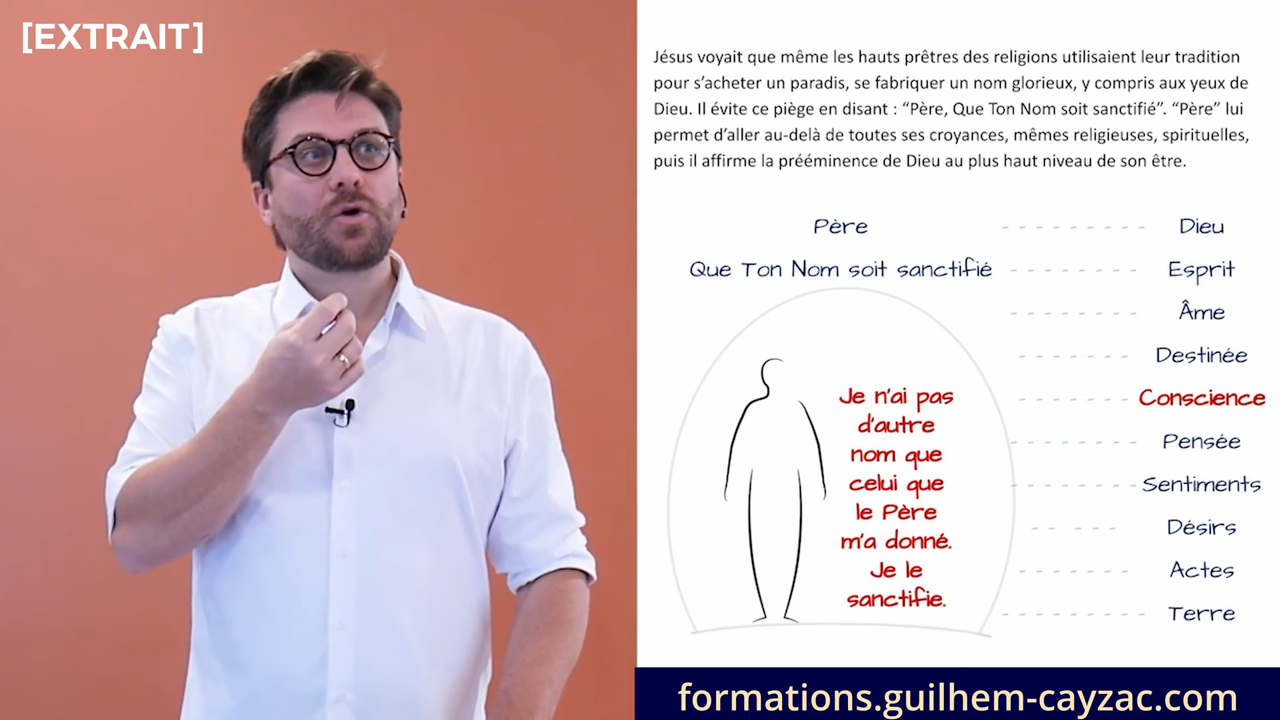 [EXTRAIT]
Jésus voyait que même les hauts prêtres des religions utilisaient leur tradition
pour s’acheter un paradis, se fabriquer un nom glorieux, y compris aux yeux de
Dieu. Il évite ce piège en disant : “Père, Que Ton Nom soit sanctifié”. “Père” lui
permet d’aller au-delà de toutes ses croyances, mêmes religieuses, spirituelles,
puis il affirme la prééminence de Dieu au plus haut niveau de son être.
Père
Dieu
Que Ton Nom soit sanctifié
Esprit
Âme
Destinée
Conscience
Pensée
Sentiments
Désirs
Actes
Terre
Je n'ai pas
d'autre
nom que
celui que
le Père
m'a donné.
Je le
sanctifie.
formations.guilhem-cayzac.com